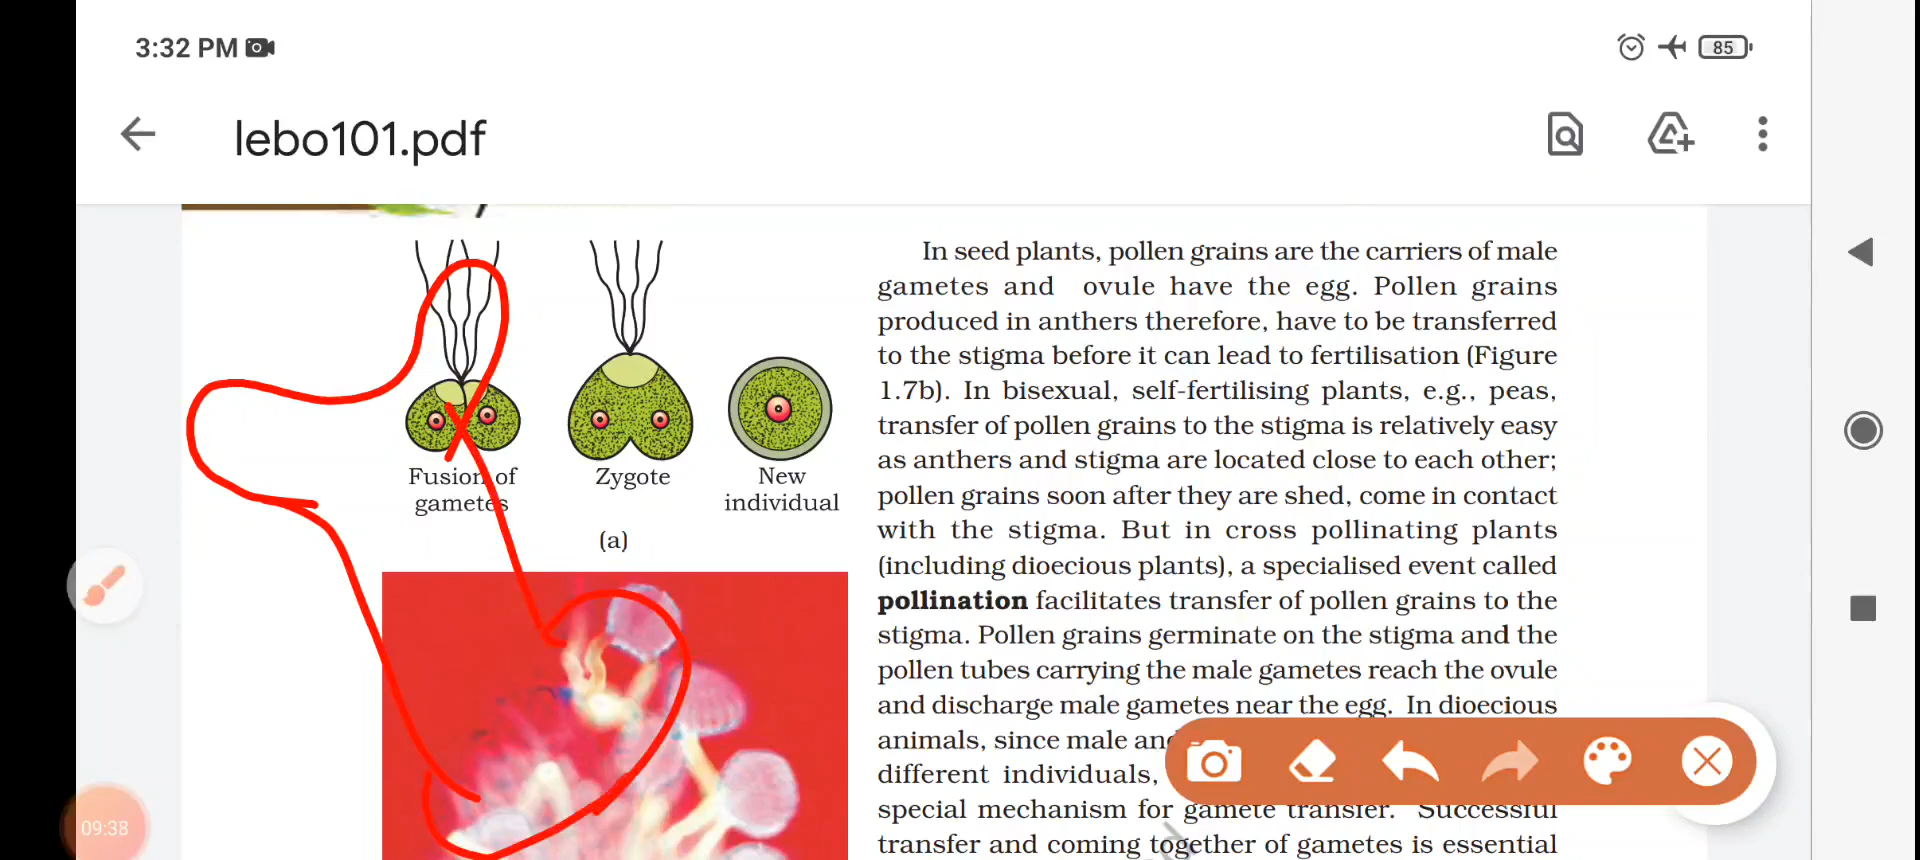 3:32 PM
85
lebo101.pdf
Fusion of
gametes
Zygote
New
individual
(a)
In seed plants, pollen grains are the carriers of male
gametes and ovule have the egg. Pollen grains
produced in anthers therefore, have to be transferred
to the stigma before it can lead to fertilisation (Figure
1.7b). In bisexual, self-fertilising plants, e.g., peas,
transfer of pollen grains to the stigma is relatively easy
as anthers and stigma are located close to each other;
pollen grains soon after they are shed, come in contact
with the stigma. But in cross pollinating plants
(including dioecious plants), a specialised event called
pollination facilitates transfer of pollen grains to the
stigma. Pollen grains germinate on the stigma and the
pollen tubes carrying the male gametes reach the ovule
and discharge male gametes near the egg. In dioecious
animals, since male and
different individuals,
special mechanism for gamete transfer. Successful
transfer and coming together of gametes is essential
09:38